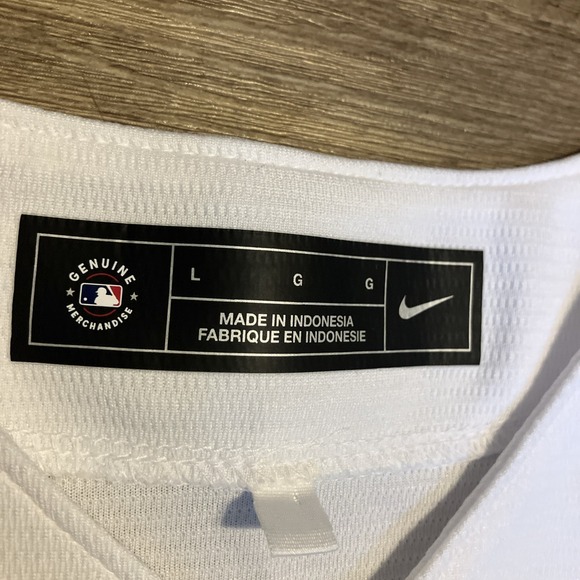 GENUINE
MERCHANDISE
L G G
MADE IN INDONESIA
FABRIQUE EN INDONESIE